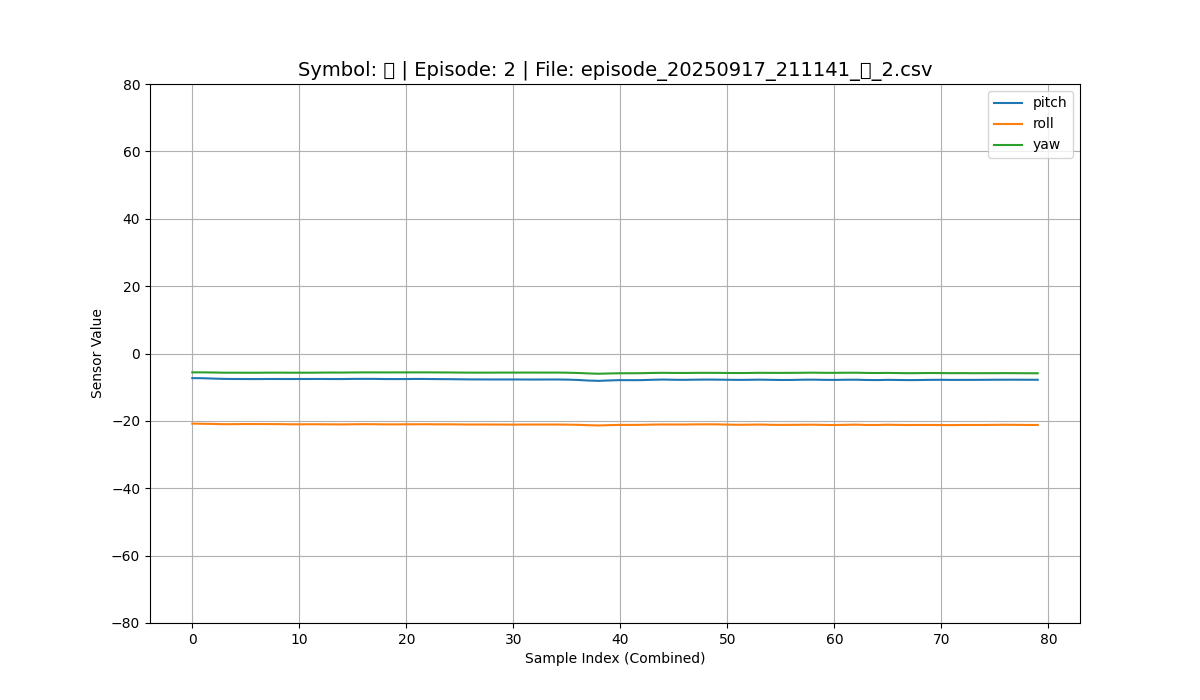 Symbol: | Episode: 2 | File: episode_20250917_211141_ _2.csv
80
60
40
20
0
−20
−40
−60
−80
Sensor Value
pitch
roll
yaw
0 10 20 30 40 50 60 70 80
Sample Index (Combined)